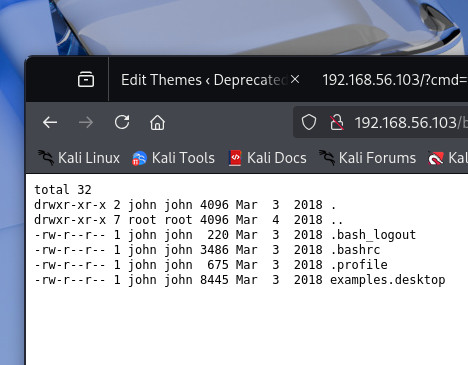 Edit Themes ‹ Deprecated 192.168.56.103/?cmd=
192.168.56.103/b
Kali Linux Kali Tools Kali Docs Kali Forums Kal
total 32
drwxr-xr-x 2 john john 4096 Mar  3  2018 .
drwxr-xr-x 7 root root 4096 Mar  4  2018 ..
-rw-r--r-- 1 john john  220 Mar  3  2018 .bash_logout
-rw-r--r-- 1 john john 3486 Mar  3  2018 .bashrc
-rw-r--r-- 1 john john  675 Mar  3  2018 .profile
-rw-r--r-- 1 john john 8445 Mar  3  2018 examples.desktop